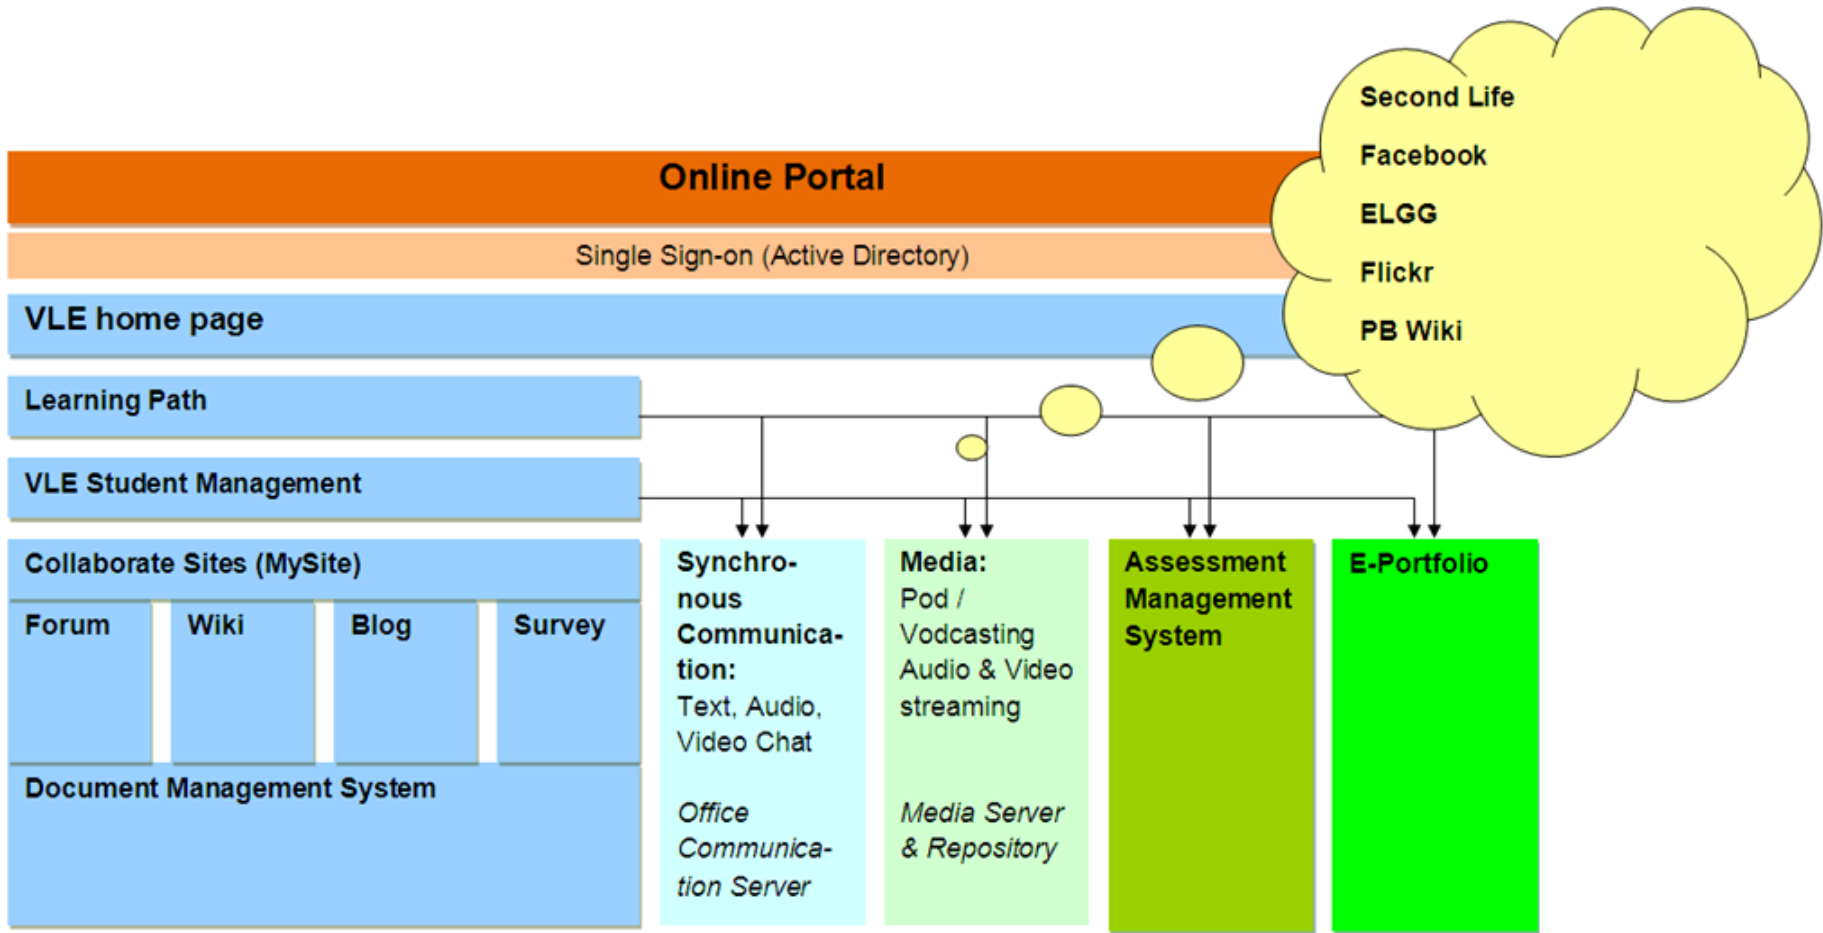 Second Life
Facebook
ELGG
Flickr
PB Wiki
Online Portal
Single Sign-on (Active Directory)
VLE home page
Learning Path
VLE Student Management
Collaborate Sites (MySite)
Forum
Wiki
Blog
Survey
Document Management System
Synchro-
nous
Communica-
tion:
Text, Audio,
Video Chat
Office
Communica-
tion Server
Media:
Pod /
Vodcasting
Audio & Video
streaming
Media Server
& Repository
Assessment
Management
System
E-Portfolio